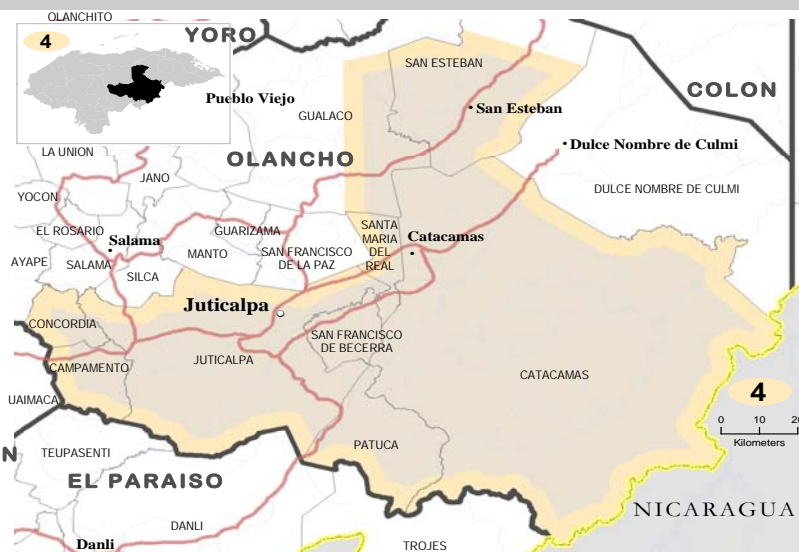 OLANCHITO
4
YORO
SAN ESTEBAN
COLON
Pueblo Viejo
San Esteban
GUALACO
Dulce Nombre de Culmi
LA UNION
OLANCHO
JANO
DULCE NOMBRE DE CULMI
YOCON
EL ROSARIO
Salama
GUARIZAMA
SANTA
MARIA
DEL
REAL
Catacamas
MANTO
SAN FRANCISCO
DE LA PAZ
AYAPE
SALAMA
SILCA
Juticalpa
CONCORDIA
SAN FRANCISCO
DE BECERRA
JUTICALPA
CAMPAMENTO
CATACAMAS
4
UAIMACA
0 10 20
Kilometers
PATUCA
N
TEUPASENTI
EL PARAISO
NICARAGUA
DANLI
Danli
TROJES